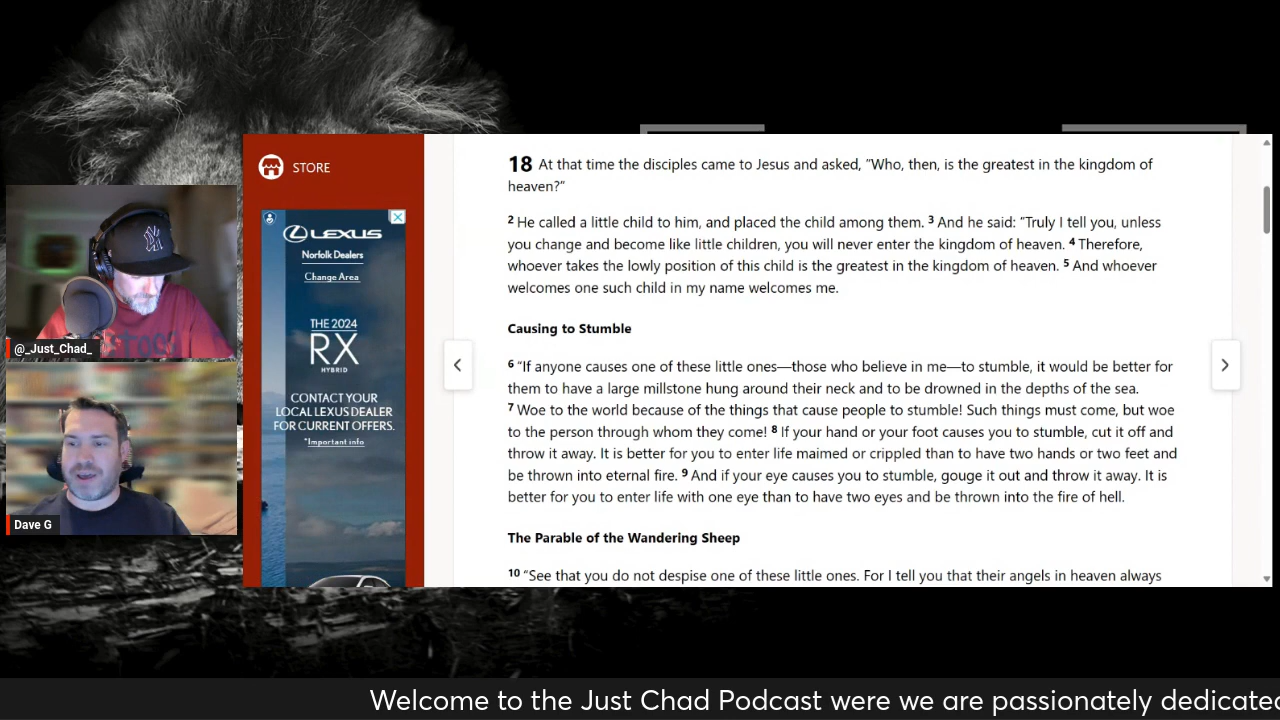 STORE
LEXUS
Norfolk Dealers
Change Area
THE 2024
RX
HYBRID
CONTACT YOUR
LOCAL LEXUS DEALER
FOR CURRENT OFFERS.
*Important info
18 At that time the disciples came to Jesus and asked, “Who, then, is the greatest in the kingdom of
heaven?”
2 He called a little child to him, and placed the child among them. 3 And he said: “Truly I tell you, unless
you change and become like little children, you will never enter the kingdom of heaven. 4 Therefore,
whoever takes the lowly position of this child is the greatest in the kingdom of heaven. 5 And whoever
welcomes one such child in my name welcomes me.
Causing to Stumble
6 “If anyone causes one of these little ones—those who believe in me—to stumble, it would be better for
them to have a large millstone hung around their neck and to be drowned in the depths of the sea.
7 Woe to the world because of the things that cause people to stumble! Such things must come, but woe
to the person through whom they come! 8 If your hand or your foot causes you to stumble, cut it off and
throw it away. It is better for you to enter life maimed or crippled than to have two hands or two feet and
be thrown into eternal fire. 9 And if your eye causes you to stumble, gouge it out and throw it away. It is
better for you to enter life with one eye than to have two eyes and be thrown into the fire of hell.
The Parable of the Wandering Sheep
10 “See that you do not despise one of these little ones. For I tell you that their angels in heaven always
@_Just_Chad_
Dave G
Welcome to the Just Chad Podcast were we are passionately dedicated